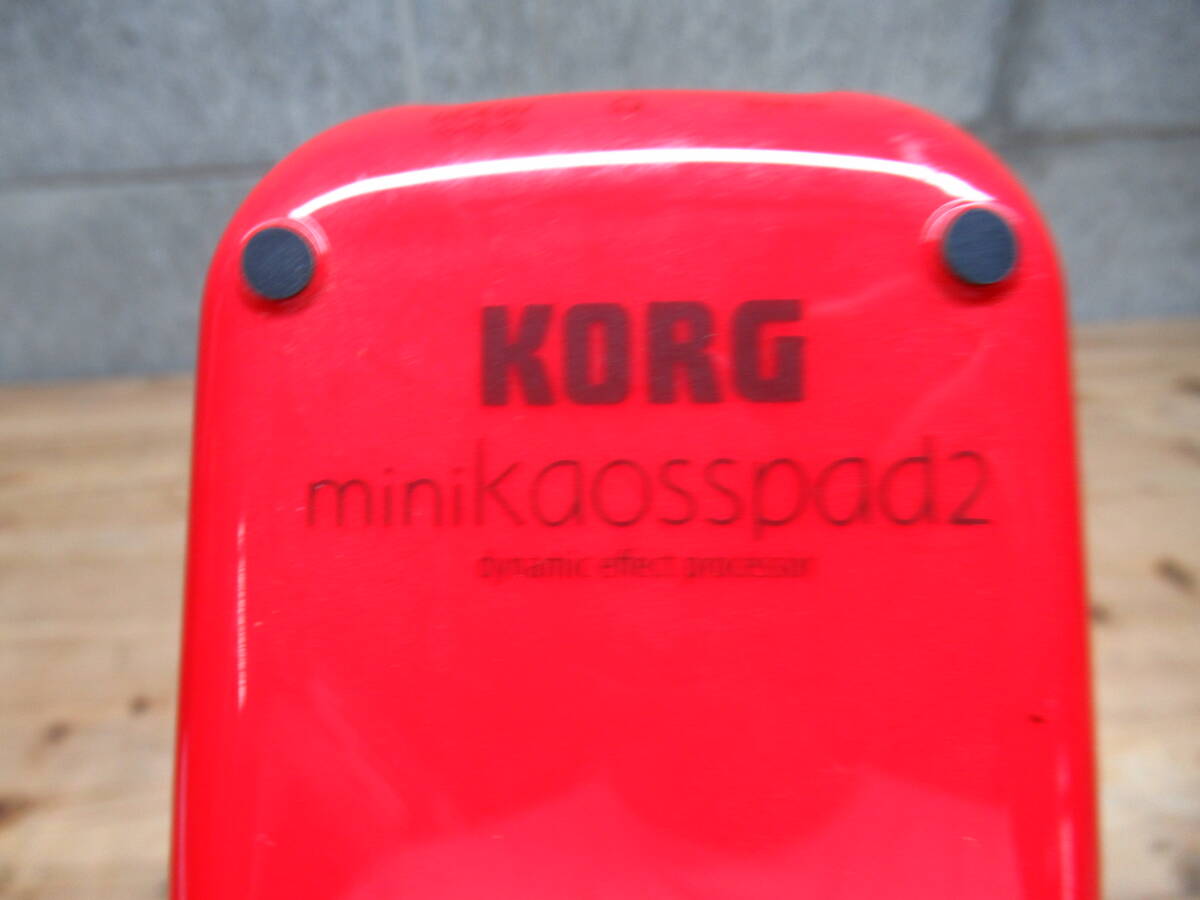 KORG
minikaosspad2
dynamic effect processor